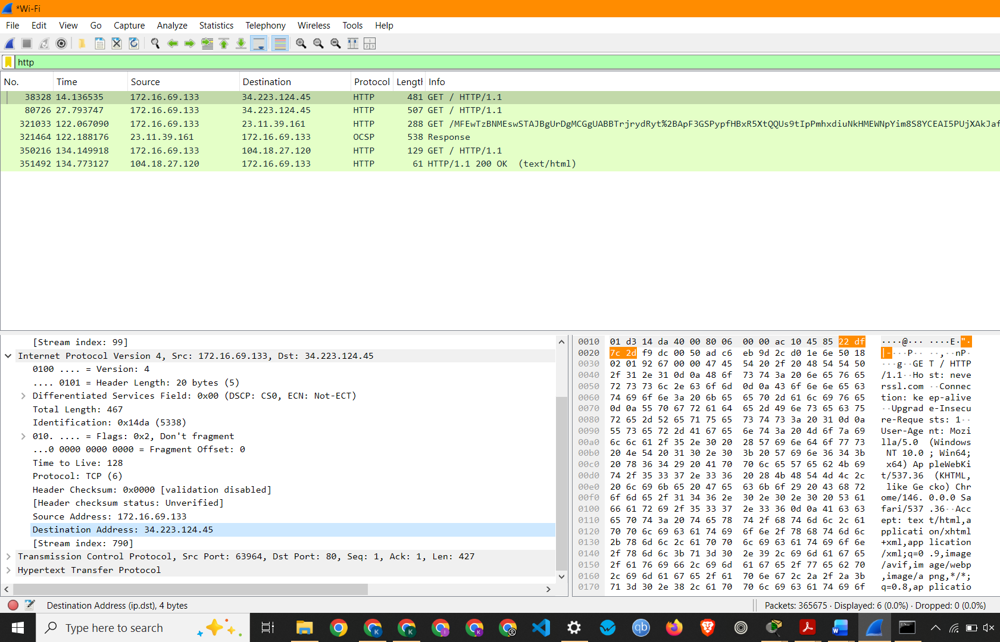 *Wi-Fi
File Edit View Go Capture Analyze Statistics Telephony Wireless Tools Help
http
No. Time Source Destination Protocol Length Info
38328 14.136535 172.16.69.133 34.223.124.45 HTTP 481 GET / HTTP/1.1
80726 27.793747 172.16.69.133 34.223.124.45 HTTP 507 GET / HTTP/1.1
321033 122.067090 172.16.69.133 23.11.39.161 HTTP 288 GET /MFEwTzBNMEswSTAJBgUrDgMCGgUABBTrjrydRyt%2BApF3GSPypfHBxR5XtQQUs9tIpPmhxdiuNkHMEWNpYim8S8YCEAI5PUjXAkJaf
321464 122.188176 23.11.39.161 172.16.69.133 OCSP 538 Response
350216 134.149918 172.16.69.133 104.18.27.120 HTTP 129 GET / HTTP/1.1
351492 134.773127 104.18.27.120 172.16.69.133 HTTP 61 HTTP/1.1 200 OK (text/html)
[Stream index: 99]
Internet Protocol Version 4, Src: 172.16.69.133, Dst: 34.223.124.45
0100 .... = Version: 4
.... 0101 = Header Length: 20 bytes (5)
Differentiated Services Field: 0x00 (DSCP: CS0, ECN: Not-ECT)
Total Length: 467
Identification: 0x14da (5338)
010. .... = Flags: 0x2, Don't fragment
...0 0000 0000 0000 = Fragment Offset: 0
Time to Live: 128
Protocol: TCP (6)
Header Checksum: 0x0000 [validation disabled]
[Header checksum status: Unverified]
Source Address: 172.16.69.133
Destination Address: 34.223.124.45
[Stream index: 790]
Transmission Control Protocol, Src Port: 63964, Dst Port: 80, Seq: 1, Ack: 1, Len: 427
Hypertext Transfer Protocol
0010 01 d3 14 da 40 00 80 06 00 00 ac 10 45 85 22 df ····@··· ····E·"·
0020 7c 2d f9 dc 00 50 ad c6 eb 9d 2c d0 1e 6e 50 18 |-···P·· ··,··nP·
0030 02 01 92 67 00 00 47 45 54 20 2f 20 48 54 54 50 ···g··GE T / HTTP
0040 2f 31 2e 31 0d 0a 48 6f 73 74 3a 20 6e 65 76 65 /1.1··Ho st: neve
0050 72 73 73 6c 2e 63 6f 6d 0d 0a 43 6f 6e 6e 65 63 rssl.com ··Connec
0060 74 69 6f 6e 3a 20 6b 65 65 70 2d 61 6c 69 76 65 tion: ke ep-alive
0070 0d 0a 55 70 67 72 61 64 65 2d 49 6e 73 65 63 75 ··Upgrad e-Insecu
0080 72 65 2d 52 65 71 75 65 73 74 73 3a 20 31 0d 0a re-Reque sts: 1··
0090 55 73 65 72 2d 41 67 65 6e 74 3a 20 4d 6f 7a 69 User-Age nt: Mozi
00a0 6c 6c 61 2f 35 2e 30 20 28 57 69 6e 64 6f 77 73 lla/5.0 (Windows
00b0 20 4e 54 20 31 30 2e 30 3b 20 57 69 6e 36 34 3b NT 10.0 ; Win64;
00c0 20 78 36 34 29 20 41 70 70 6c 65 57 65 62 4b 69 x64) Ap pleWebKi
00d0 74 2f 35 33 37 2e 33 36 20 28 4b 48 54 4d 4c 2c t/537.36 (KHTML,
00e0 20 6c 69 6b 65 20 47 65 63 6b 6f 29 20 43 68 72 like Ge cko) Chr
00f0 6f 6d 65 2f 31 34 36 2e 30 2e 30 2e 30 20 53 61 ome/146. 0.0.0 Sa
0100 66 61 72 69 2f 35 33 37 2e 33 36 0d 0a 41 63 63 fari/537 .36··Acc
0110 65 70 74 3a 20 74 65 78 74 2f 68 74 6d 6c 2c 61 ept: tex t/html,a
0120 70 70 6c 69 63 61 74 69 6f 6e 2f 78 68 74 6d 6c pplicati on/xhtml
0130 2b 78 6d 6c 2c 61 70 70 6c 69 63 61 74 69 6f 6e +xml,app lication
0140 2f 78 6d 6c 3b 71 3d 30 2e 39 2c 69 6d 61 67 65 /xml;q=0 .9,image
0150 2f 61 76 69 66 2c 69 6d 61 67 65 2f 77 65 62 70 /avif,im age/webp
0160 2c 69 6d 61 67 65 2f 61 70 6e 67 2c 2a 2f 2a 3b ,image/a png,*/*;
0170 71 3d 30 2e 38 2c 61 70 70 6c 69 63 61 74 69 6f q=0.8,ap plicatio
Destination Address (ip.dst), 4 bytes
Packets: 365675 · Displayed: 6 (0.0%) · Dropped: 0 (0.0%)
Type here to search